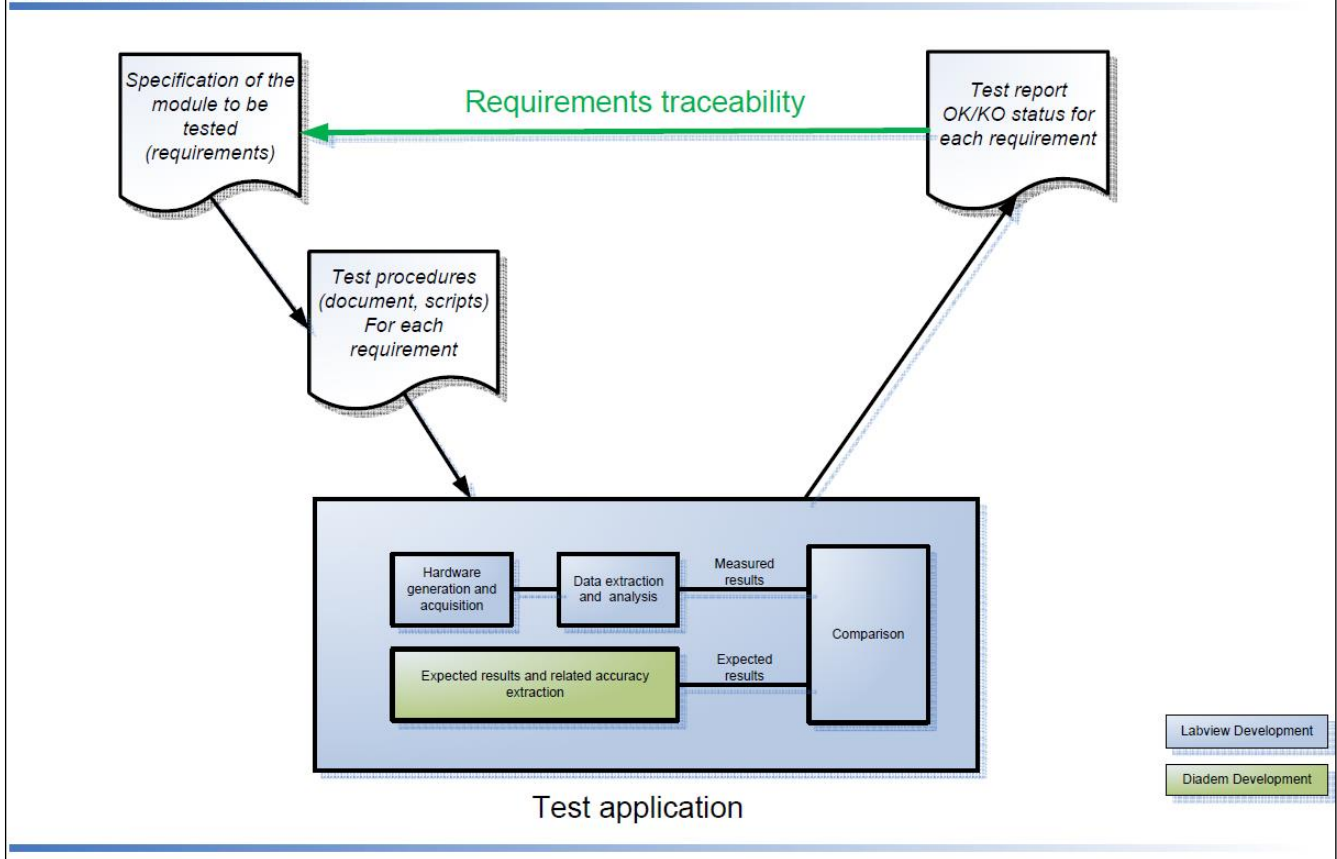 Specification of the
module to be
tested
(requirements)
Requirements traceability
Test report
OK/KO status for
each requirement
Test procedures
(document, scripts)
For each
requirement
Hardware
generation and
acquisition
Data extraction
and analysis
Measured
results
Comparison
Expected results and related accuracy
extraction
Expected
results
Labview Development
Diadem Development
Test application